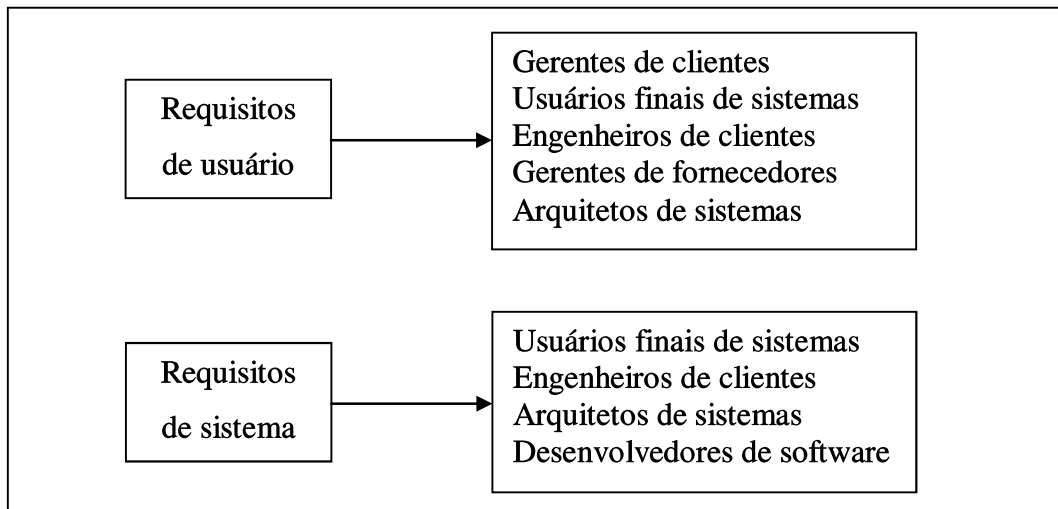 Requisitos
de usuário
Gerentes de clientes
Usuários finais de sistemas
Engenheiros de clientes
Gerentes de fornecedores
Arquitetos de sistemas
Requisitos
de sistema
Usuários finais de sistemas
Engenheiros de clientes
Arquitetos de sistemas
Desenvolvedores de software